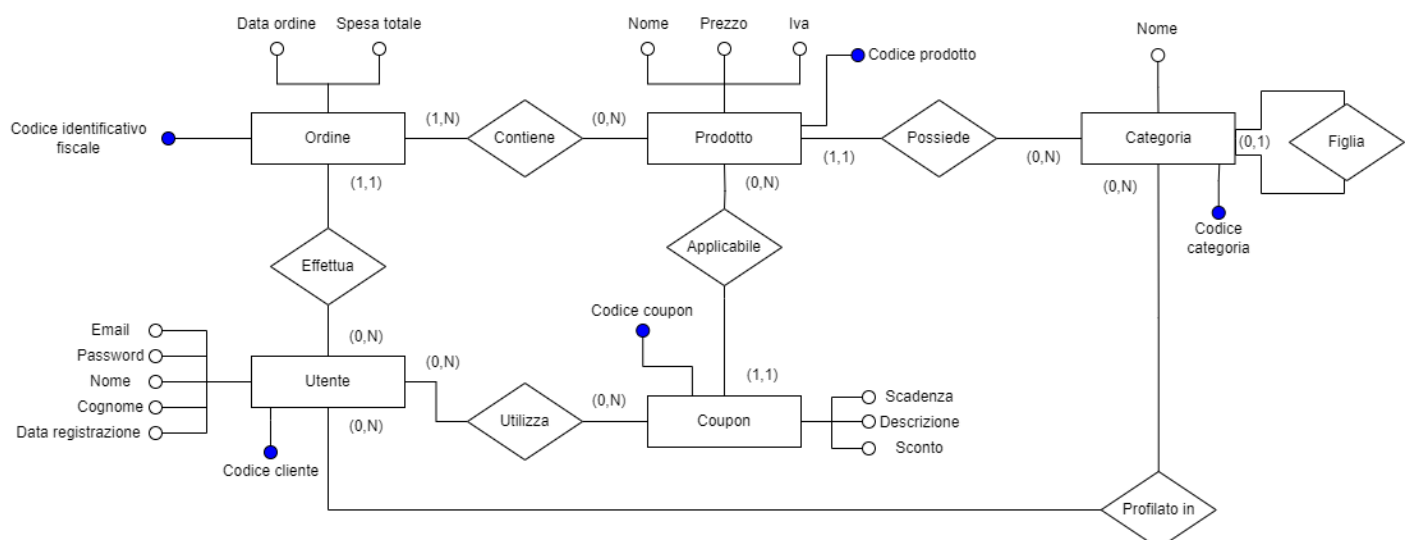 Data ordine
Spesa totale
Nome
Prezzo
Iva
Nome
Codice prodotto
Codice identificativo
fiscale
Ordine
(1,N)
Contiene
(0,N)
Prodotto
(1,1)
Possiede
(0,N)
Categoria
(0,1)
Figlia
(1,1)
(0,N)
(0,N)
Codice
categoria
Effettua
Applicabile
Codice coupon
Email
Password
Nome
Cognome
Data registrazione
(0,N)
Utente
(0,N)
(0,N)
Codice cliente
Utilizza
(0,N)
(1,1)
Coupon
Scadenza
Descrizione
Sconto
Profilato in